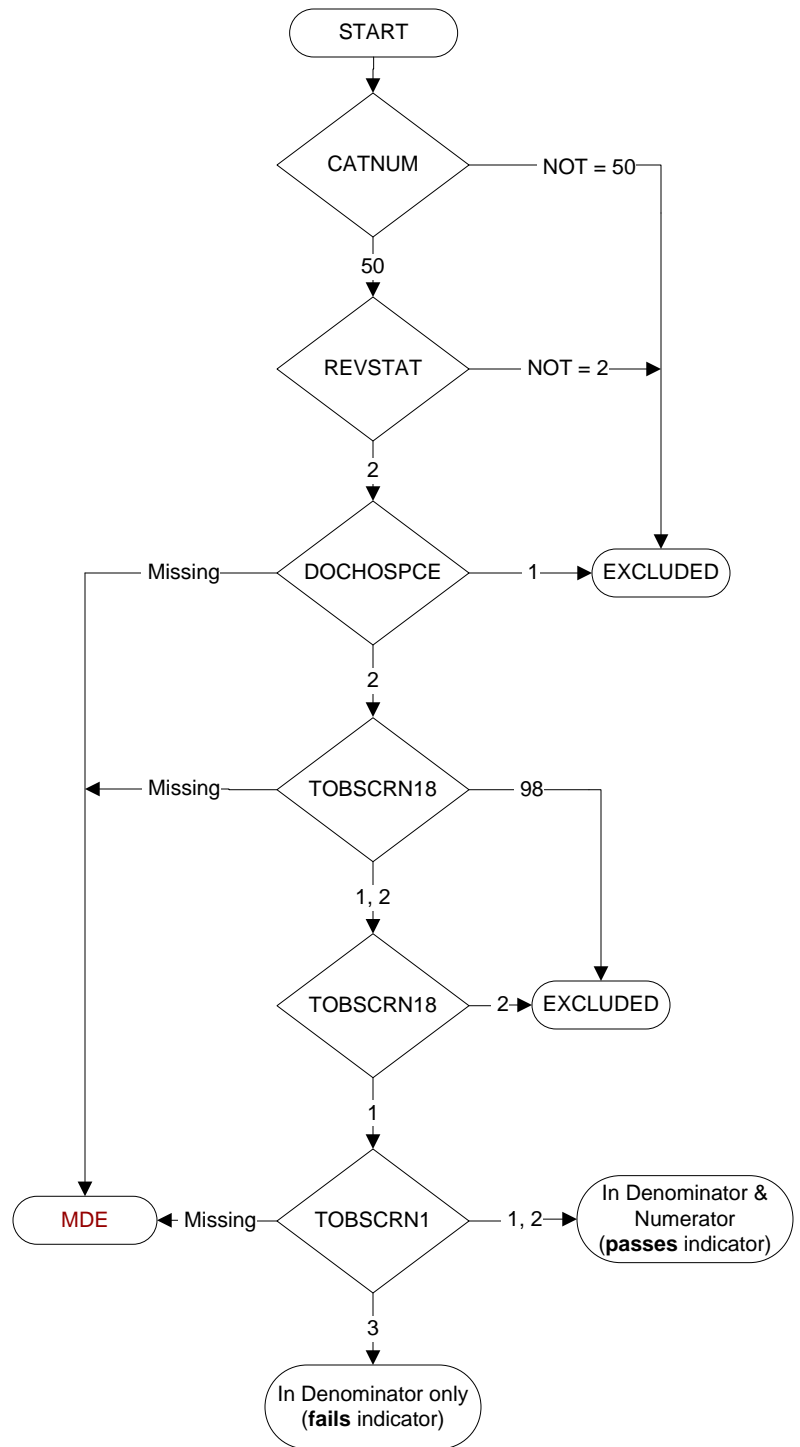 START
CATNUM
NOT = 50
50
REVSTAT
NOT = 2
2
Missing
DOCHOSPCE
1
EXCLUDED
2
Missing
TOBSCRN18
98
1, 2
TOBSCRN18
2
EXCLUDED
1
MDE
Missing
TOBSCRN1
1, 2
In Denominator &
Numerator
(passes indicator)
3
In Denominator only
(fails indicator)